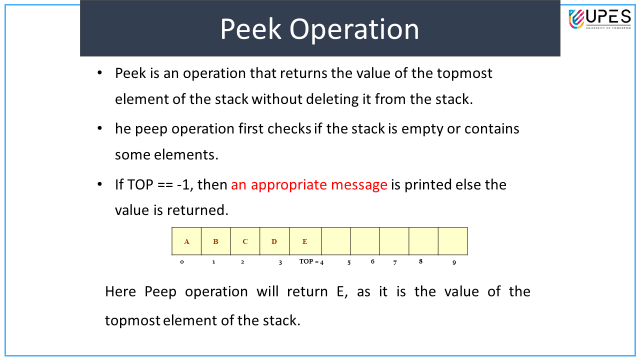 Peek Operation
UPES
UNIVERSITY OF TOMORROW
• Peek is an operation that returns the value of the topmost
element of the stack without deleting it from the stack.
• he peep operation first checks if the stack is empty or contains
some elements.
• If TOP == -1, then an appropriate message is printed else the
value is returned.
A B C D E
0 1 2 3 TOP = 4 5 6 7 8 9
Here Peep operation will return E, as it is the value of the
topmost element of the stack.